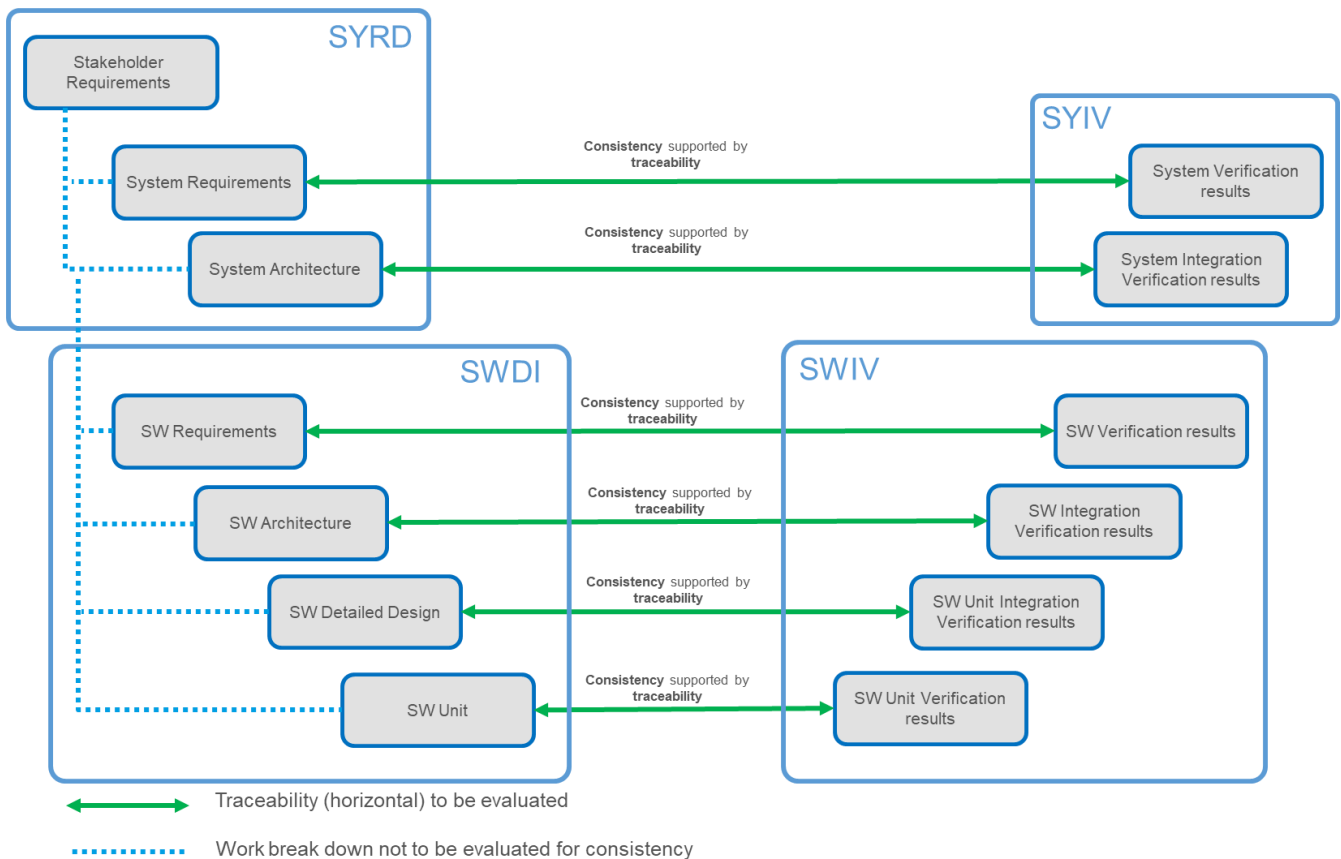 SYRD
Stakeholder
Requirements
SYIV
Consistency supported by
traceability
System Requirements
System Verification
results
Consistency supported by
traceability
System Architecture
System Integration
Verification results
SWDI
SWIV
Consistency supported by
traceability
SW Requirements
SW Verification results
Consistency supported by
traceability
SW Architecture
SW Integration
Verification results
Consistency supported by
traceability
SW Detailed Design
SW Unit Integration
Verification results
Consistency supported by
traceability
SW Unit
SW Unit Verification
results
Traceability (horizontal) to be evaluated
Work break down not to be evaluated for consistency